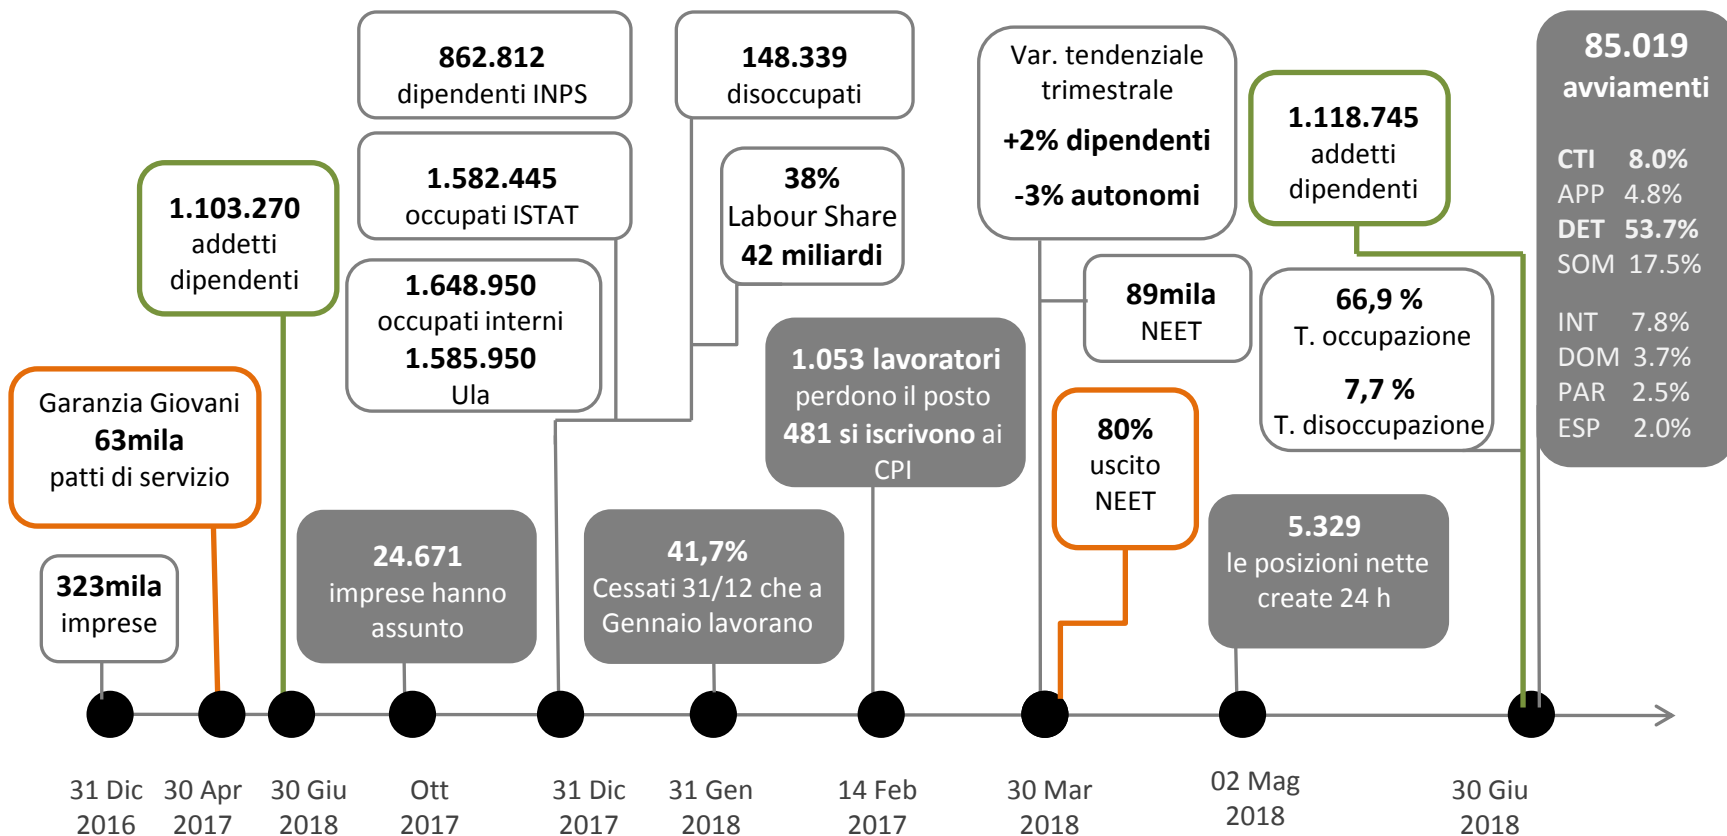 862.812
dipendenti INPS
148.339
disoccupati
Var. tendenziale
trimestrale
+2% dipendenti
-3% autonomi
85.019
avviamenti
CTI 8.0%
APP 4.8%
DET 53.7%
SOM 17.5%
INT 7.8%
DOM 3.7%
PAR 2.5%
ESP 2.0%
1.118.745
addetti
dipendenti
1.103.270
addetti
dipendenti
1.582.445
occupati ISTAT
38%
Labour Share
42 miliardi
1.648.950
occupati interni
1.585.950
Ula
89mila
NEET
66,9 %
T. occupazione
7,7 %
T. disoccupazione
1.053 lavoratori
perdono il posto
481 si iscrivono ai
CPI
Garanzia Giovani
63mila
patti di servizio
80%
uscito
NEET
323mila
imprese
24.671
imprese hanno
assunto
41,7%
Cessati 31/12 che a
Gennaio lavorano
5.329
le posizioni nette
create 24 h
31 Dic
2016
30 Apr
2017
30 Giu
2018
Ott
2017
31 Dic
2017
31 Gen
2018
14 Feb
2017
30 Mar
2018
02 Mag
2018
30 Giu
2018